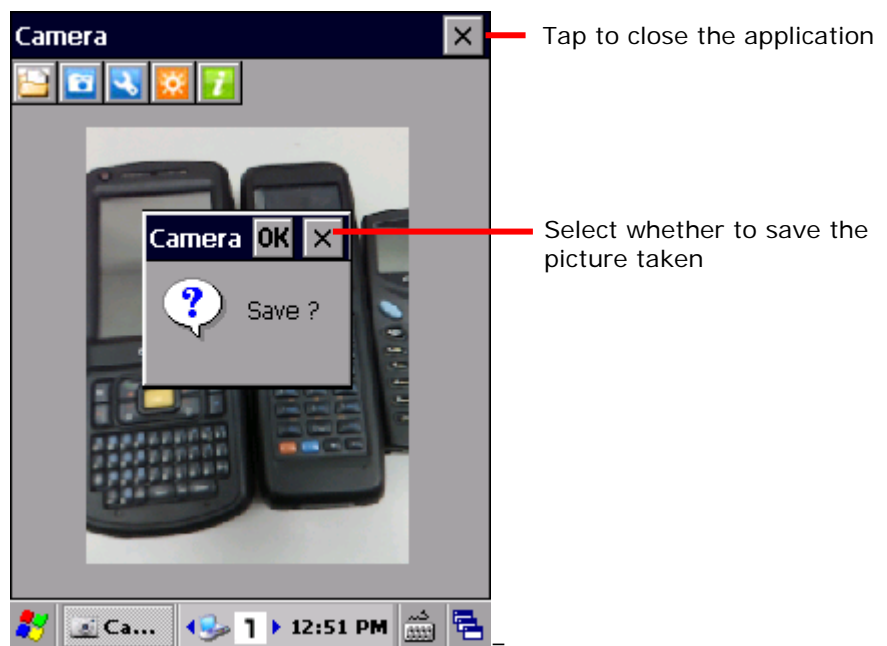 Camera
Tap to close the application
Camera OK
Select whether to save the
picture taken
Save ?
Ca... 1 12:51 PM